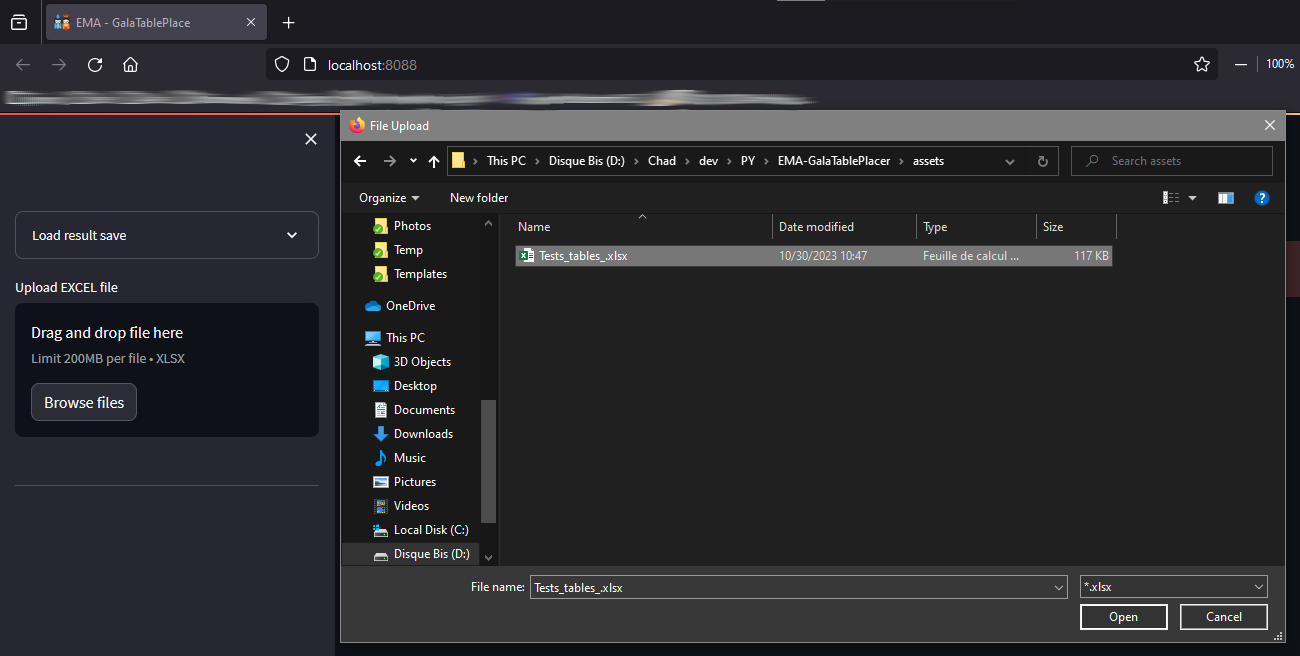 EMA - GalaTablePlace
localhost:8088
100%
File Upload
This PC
Disque Bis (D:)
Chad
dev
PY
EMA-GalaTablePlacer
assets
Search assets
Organize
New folder
Load result save
Upload EXCEL file
Drag and drop file here
Limit 200MB per file • XLSX
Browse files
Photos
Temp
Templates
OneDrive
This PC
3D Objects
Desktop
Documents
Downloads
Music
Pictures
Videos
Local Disk (C:)
Disque Bis (D:)
Name
Date modified
Type
Size
Tests_tables_.xlsx
10/30/2023 10:47
Feuille de calcul ...
117 KB
File name:
Tests_tables_.xlsx
*.xlsx
Open
Cancel